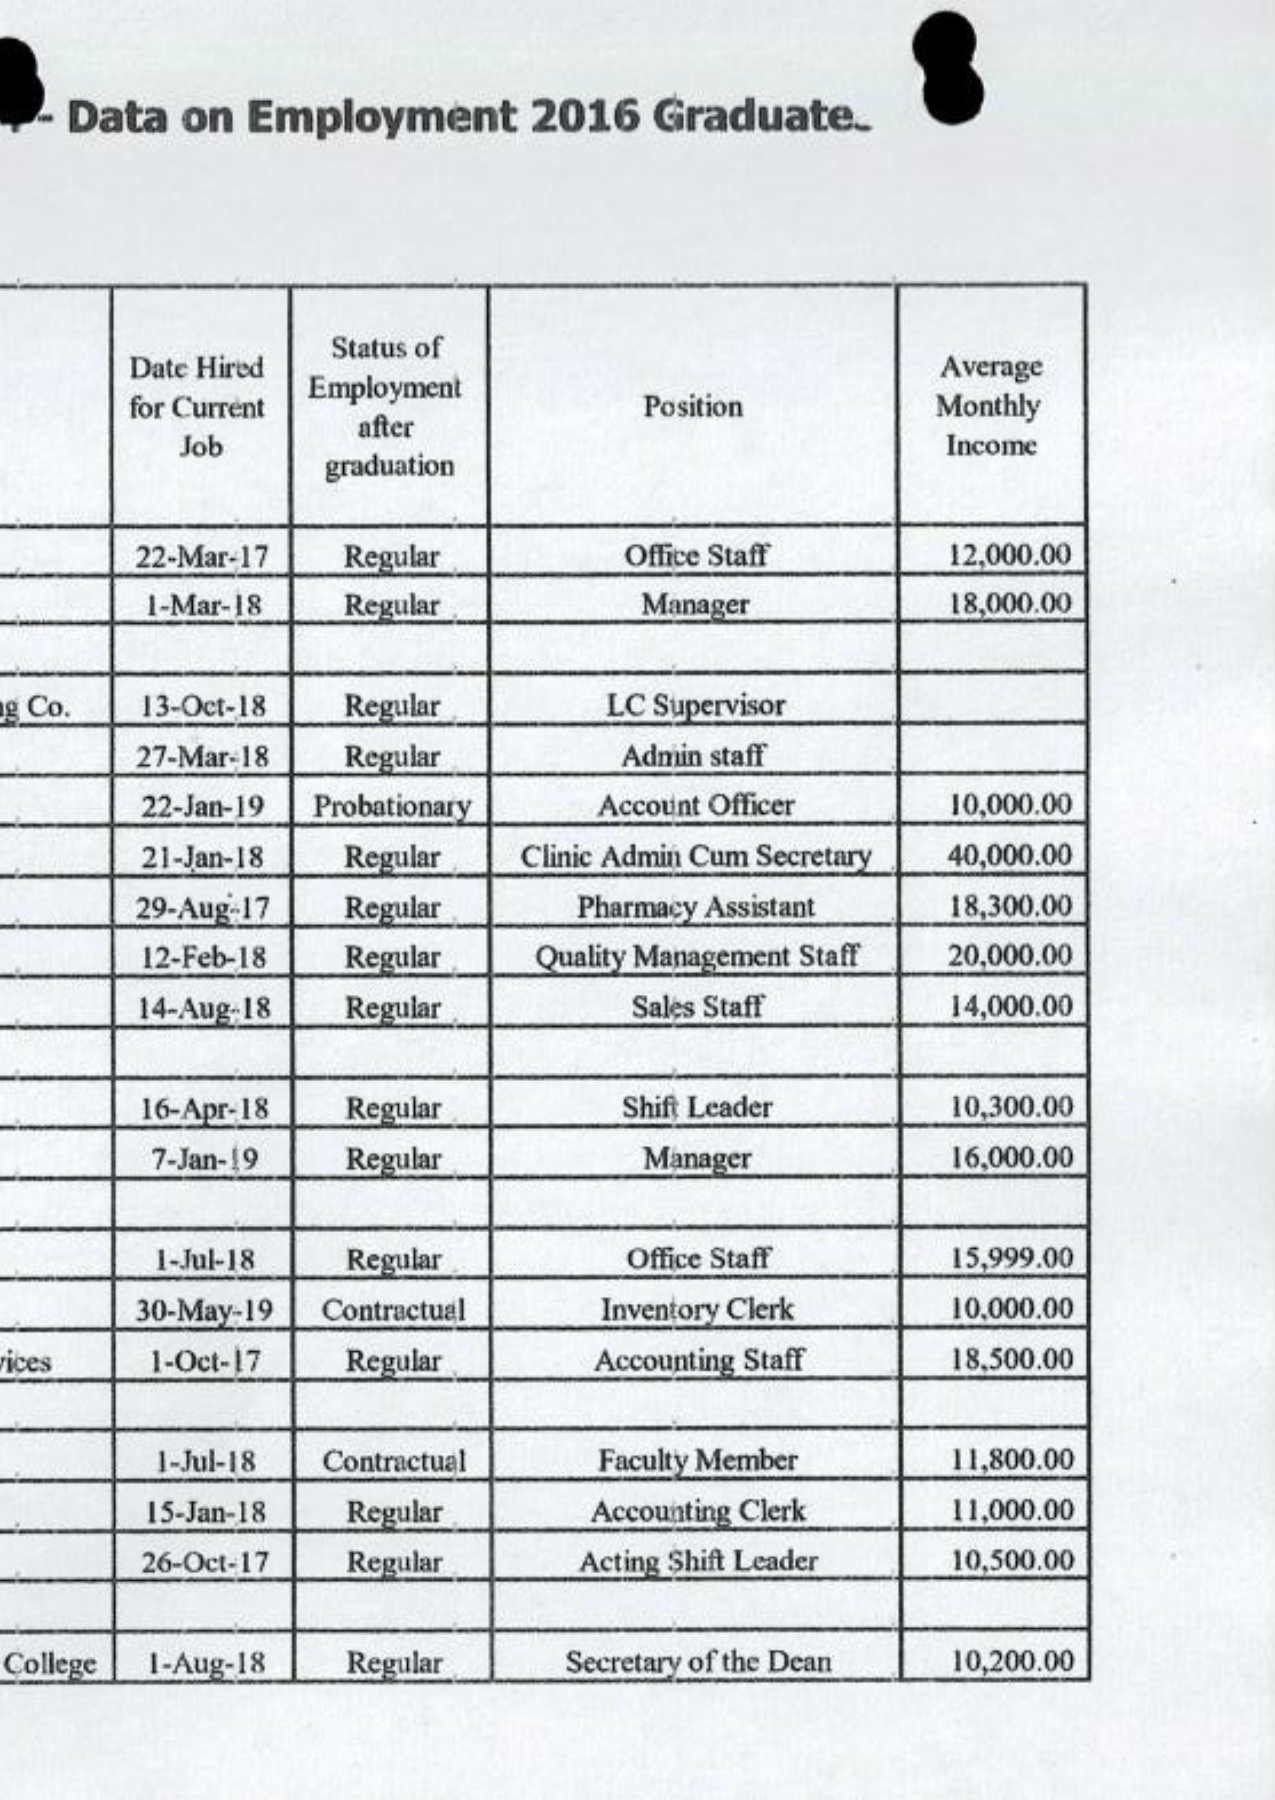 - Data on Employment 2016 Graduate
Date Hired for Current Job Status of Employment after graduation Position Average Monthly Income
22-Mar-17 Regular Office Staff 12,000.00
1-Mar-18 Regular Manager 18,000.00
Co. 13-Oct-18 Regular LC Supervisor
27-Mar-18 Regular Admin staff
22-Jan-19 Probationary Account Officer 10,000.00
21-Jan-18 Regular Clinic Admin Cum Secretary 40,000.00
29-Aug-17 Regular Pharmacy Assistant 18,300.00
12-Feb-18 Regular Quality Management Staff 20,000.00
14-Aug-18 Regular Sales Staff 14,000.00
16-Apr-18 Regular Shift Leader 10,300.00
7-Jan-19 Regular Manager 16,000.00
1-Jul-18 Regular Office Staff 15,999.00
30-May-19 Contractual Inventory Clerk 10,000.00
1-Oct-17 Regular Accounting Staff 18,500.00
1-Jul-18 Contractual Faculty Member 11,800.00
15-Jan-18 Regular Accounting Clerk 11,000.00
26-Oct-17 Regular Acting Shift Leader 10,500.00
College 1-Aug-18 Regular Secretary of the Dean 10,200.00